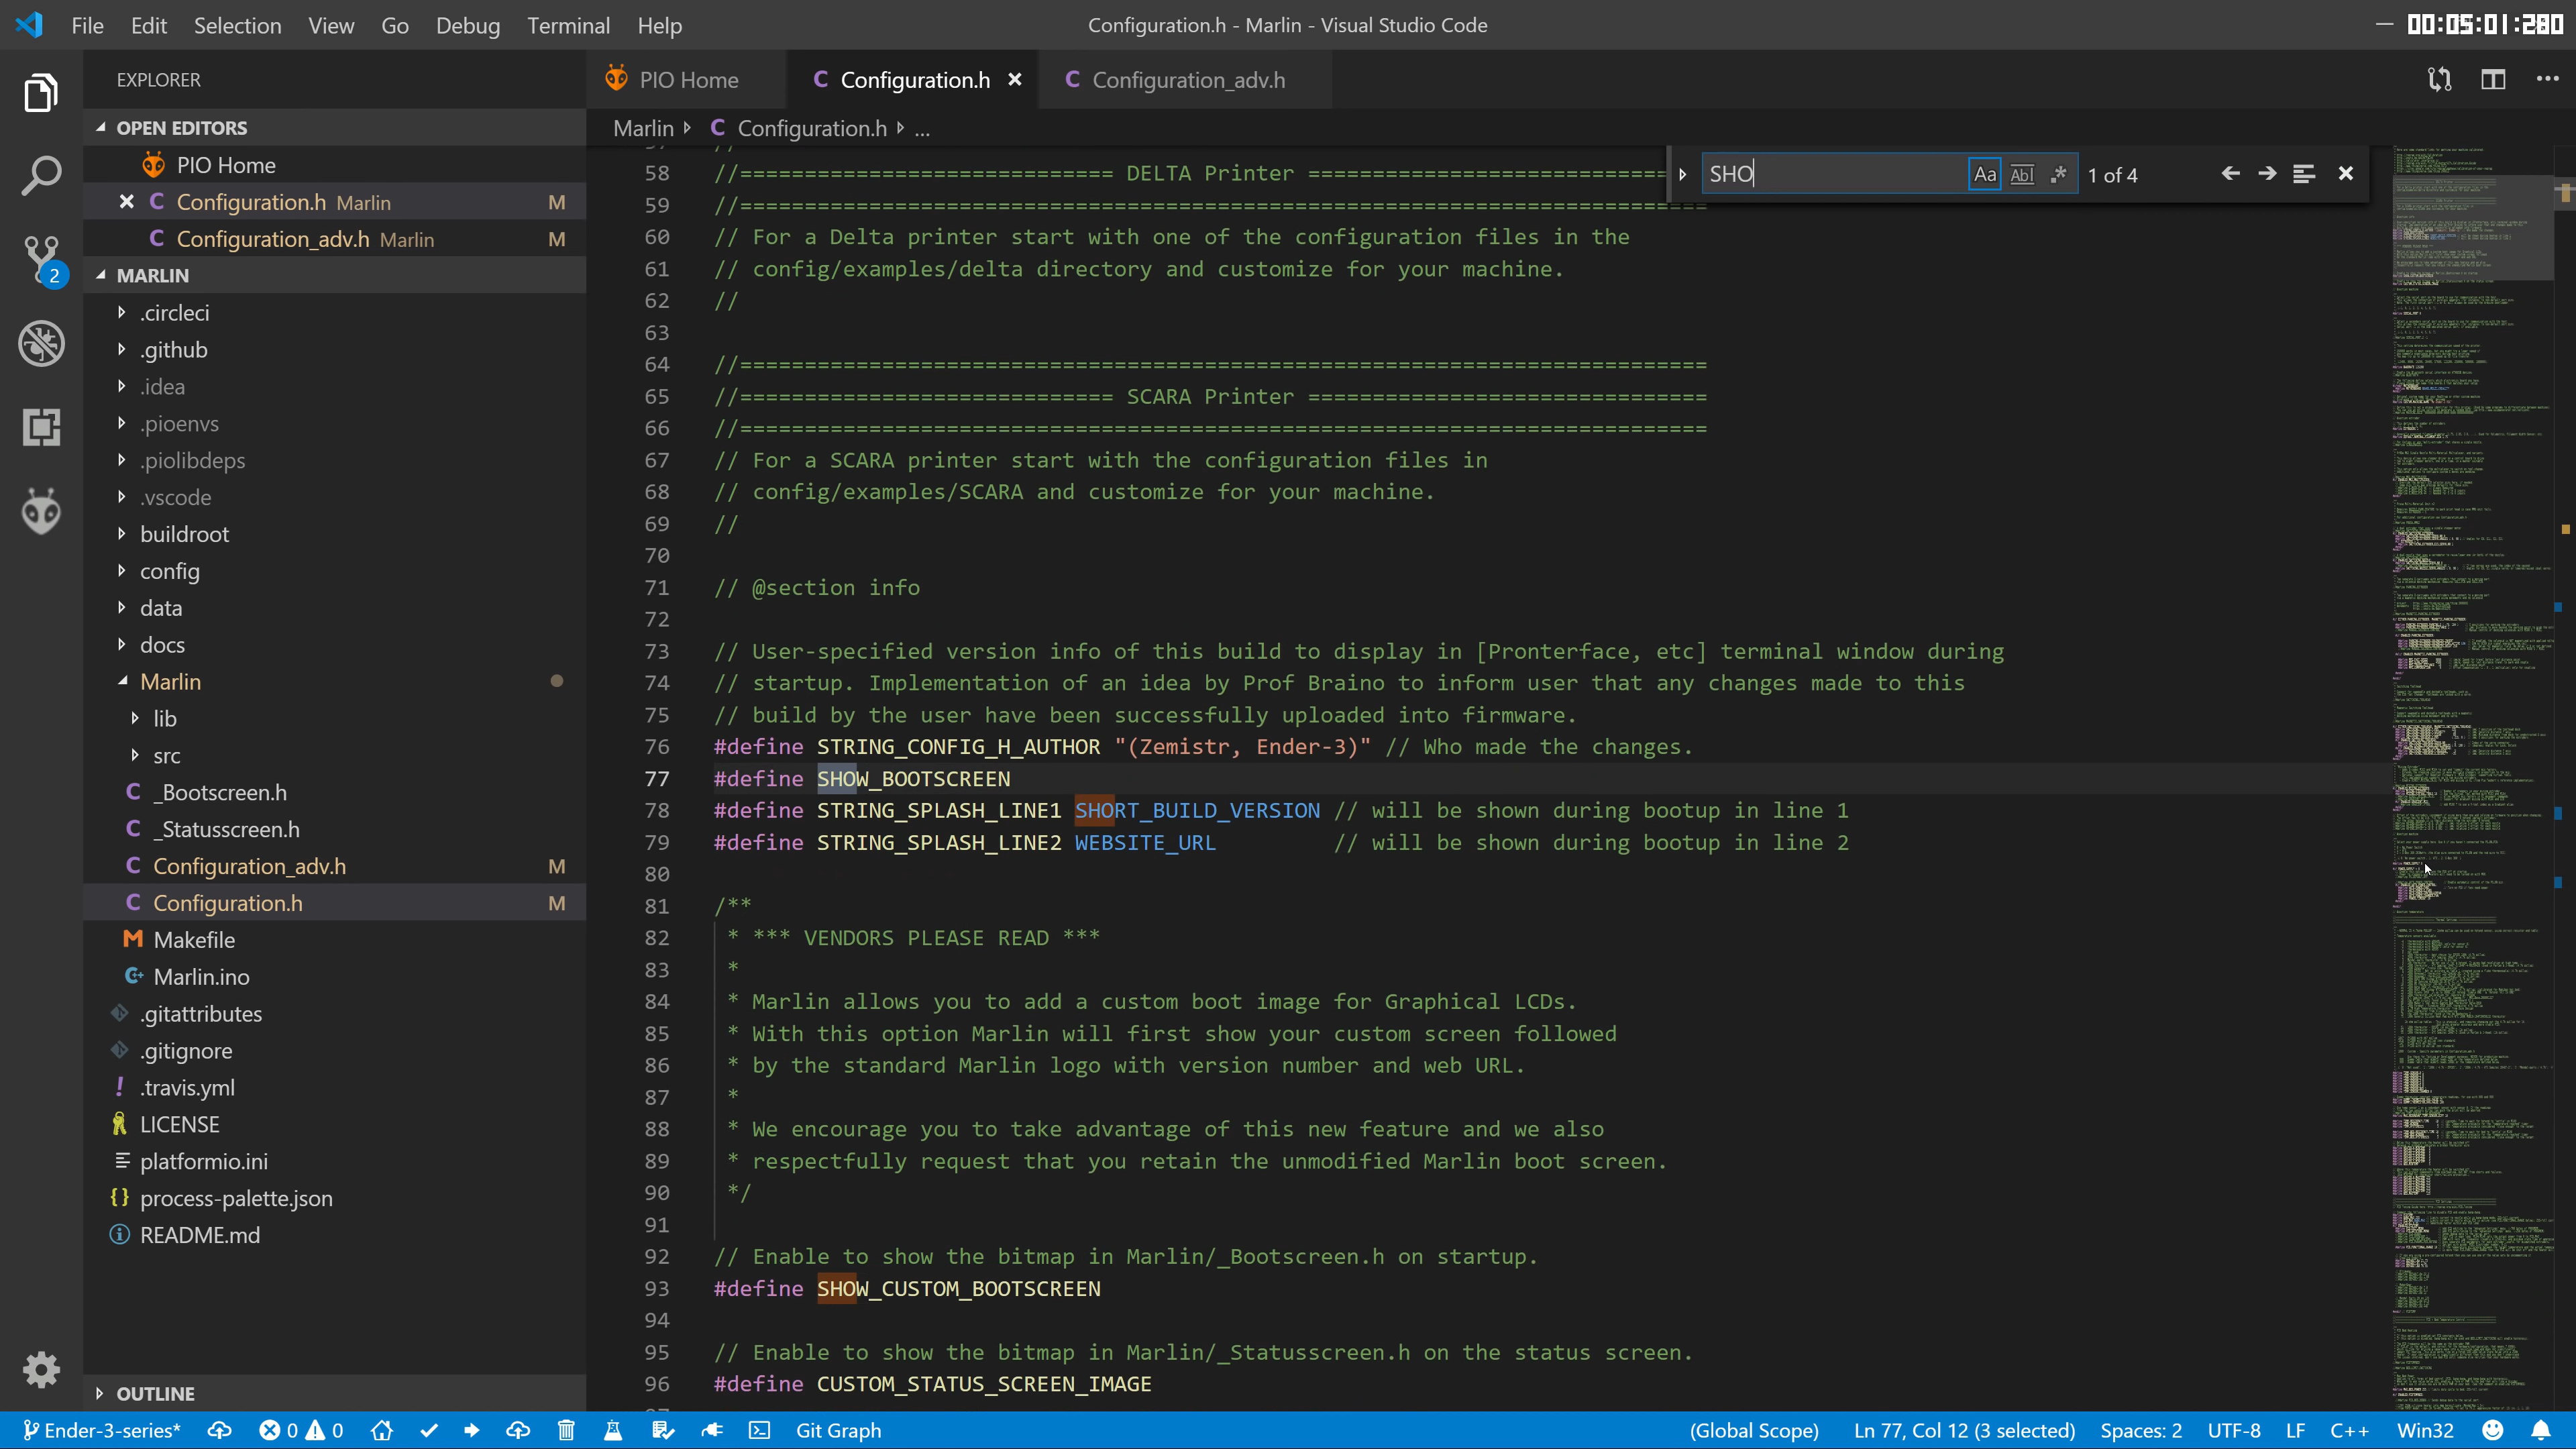 File Edit Selection View Go Debug Terminal Help
Configuration.h - Marlin - Visual Studio Code
00:05:01:280
EXPLORER
PIO Home
Configuration.h
Configuration_adv.h
OPEN EDITORS
PIO Home
Configuration.h Marlin M
Configuration_adv.h Marlin M
2
MARLIN
.circleci
.github
.idea
.pioenvs
.piolibdeps
.vscode
buildroot
config
data
docs
Marlin
lib
src
_Bootscreen.h
_Statusscreen.h
Configuration_adv.h M
Configuration.h M
Makefile
Marlin.ino
.gitattributes
.gitignore
.travis.yml
LICENSE
platformio.ini
process-palette.json
README.md
OUTLINE
Marlin Configuration.h ...
SHO Aa Abl .* 1 of 4
58 //============================= DELTA Printer ===============================
59 //===========================================================================
60 // For a Delta printer start with one of the configuration files in the
61 // config/examples/delta directory and customize for your machine.
62 //
63
64 //===========================================================================
65 //============================= SCARA Printer ===============================
66 //===========================================================================
67 // For a SCARA printer start with the configuration files in
68 // config/examples/SCARA and customize for your machine.
69 //
70
71 // @section info
72
73 // User-specified version info of this build to display in [Pronterface, etc] terminal window during
74 // startup. Implementation of an idea by Prof Braino to inform user that any changes made to this
75 // build by the user have been successfully uploaded into firmware.
76 #define STRING_CONFIG_H_AUTHOR "(Zemistr, Ender-3)" // Who made the changes.
77 #define SHOW_BOOTSCREEN
78 #define STRING_SPLASH_LINE1 SHORT_BUILD_VERSION // will be shown during bootup in line 1
79 #define STRING_SPLASH_LINE2 WEBSITE_URL // will be shown during bootup in line 2
80
81 /**
82 * *** VENDORS PLEASE READ ***
83 *
84 * Marlin allows you to add a custom boot image for Graphical LCDs.
85 * With this option Marlin will first show your custom screen followed
86 * by the standard Marlin logo with version number and web URL.
87 *
88 * We encourage you to take advantage of this new feature and we also
89 * respectfully request that you retain the unmodified Marlin boot screen.
90 */
91
92 // Enable to show the bitmap in Marlin/_Bootscreen.h on startup.
93 #define SHOW_CUSTOM_BOOTSCREEN
94
95 // Enable to show the bitmap in Marlin/_Statusscreen.h on the status screen.
96 #define CUSTOM_STATUS_SCREEN_IMAGE
Ender-3-series* 0 0 Git Graph (Global Scope) Ln 77, Col 12 (3 selected) Spaces: 2 UTF-8 LF C++ Win32